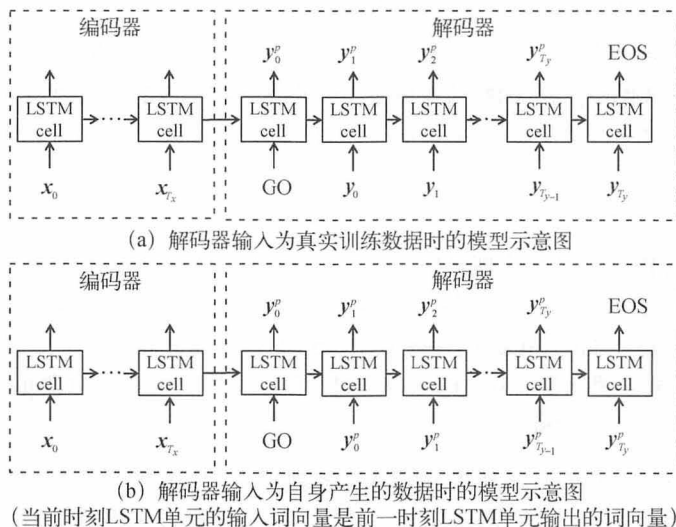 编码器 解码器
y_0^p y_1^p y_2^p y_{T_y}^p EOS
LSTM cell ··· LSTM cell LSTM cell LSTM cell LSTM cell ··· LSTM cell LSTM cell
x_0 x_{T_x} GO y_0 y_1 y_{T_{y-1}} y_{T_y}
(a) 解码器输入为真实训练数据时的模型示意图
编码器 解码器
y_0^p y_1^p y_2^p y_{T_y}^p EOS
LSTM cell ··· LSTM cell LSTM cell LSTM cell LSTM cell ··· LSTM cell LSTM cell
x_0 x_{T_x} GO y_0^p y_1^p y_{T_{y-1}}^p y_{T_y}^p
(b) 解码器输入为自身产生的数据时的模型示意图
(当前时刻LSTM单元的输入词向量是前一时刻LSTM单元输出的词向量)